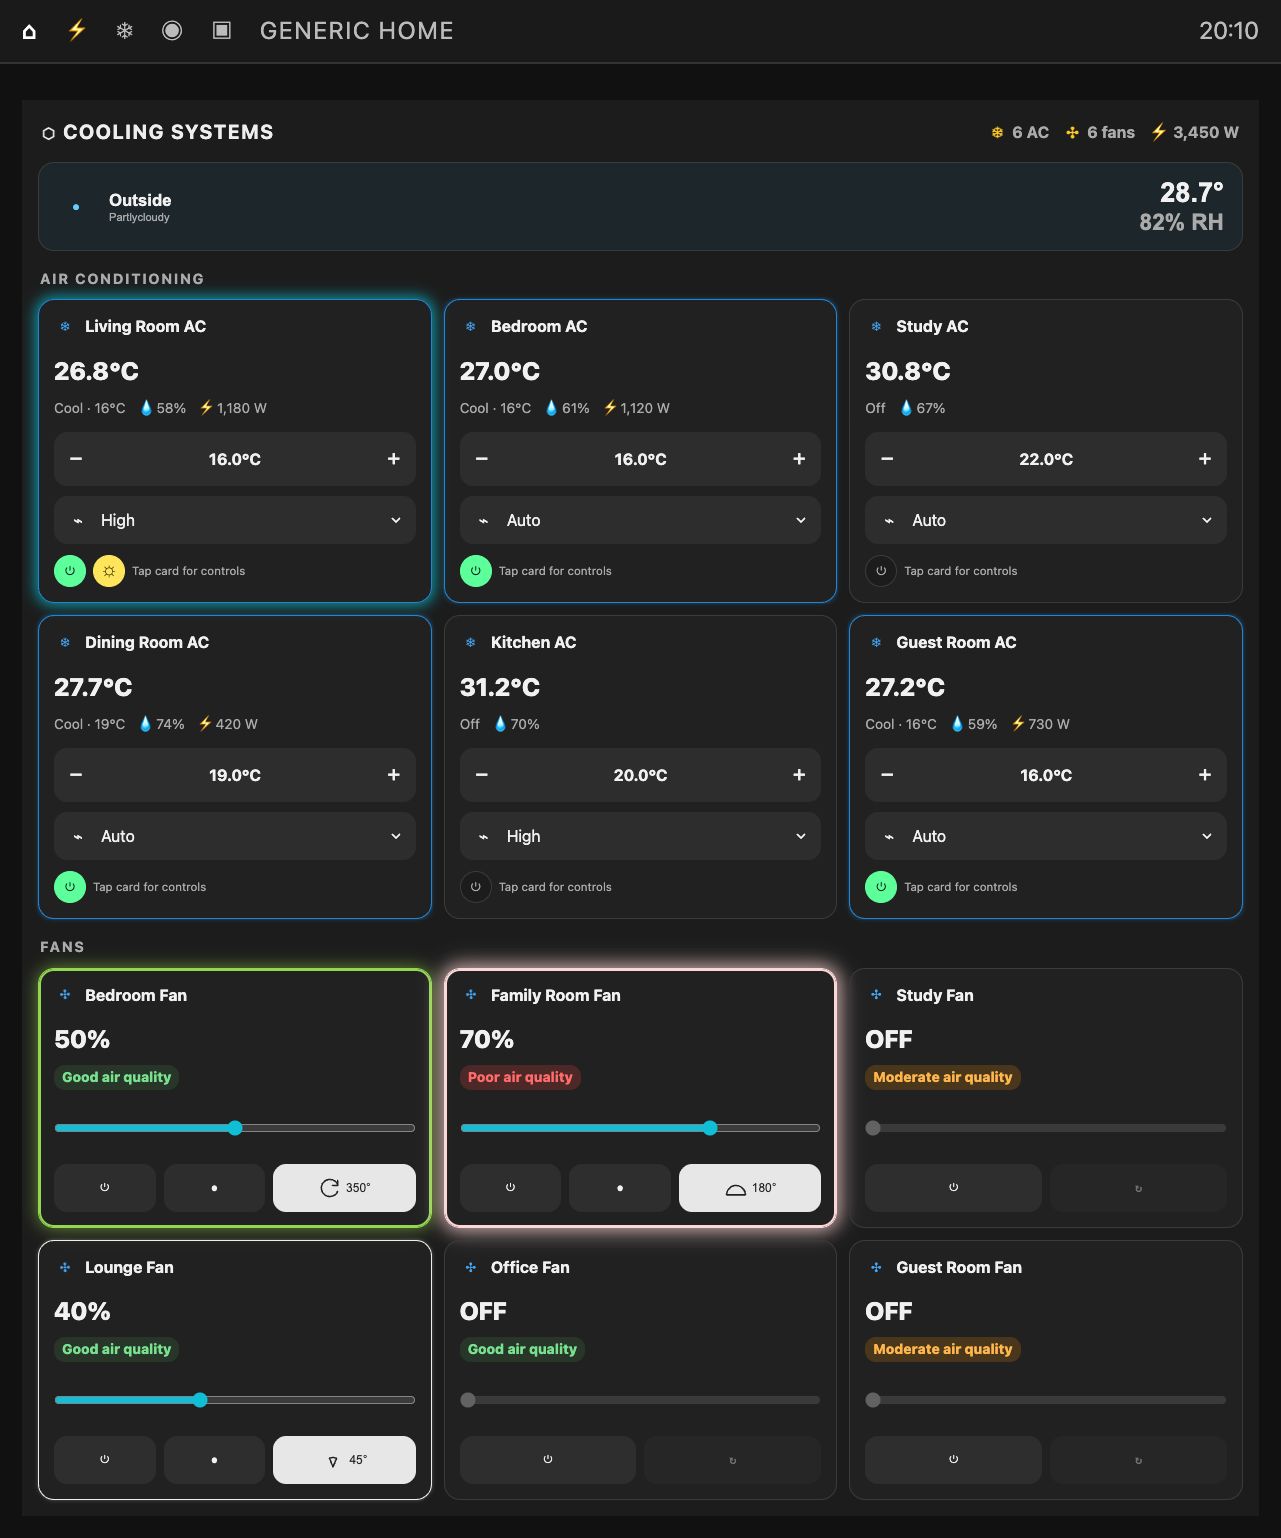 GENERIC HOME
20:10
COOLING SYSTEMS
6 AC 6 fans 3,450 W
Outside
Partlycloudy
28.7°
82% RH
AIR CONDITIONING
Living Room AC
26.8°C
Cool · 16°C 58% 1,180 W
− 16.0°C +
High
Tap card for controls
Bedroom AC
27.0°C
Cool · 16°C 61% 1,120 W
− 16.0°C +
Auto
Tap card for controls
Study AC
30.8°C
Off 67%
− 22.0°C +
Auto
Tap card for controls
Dining Room AC
27.7°C
Cool · 19°C 74% 420 W
− 19.0°C +
Auto
Tap card for controls
Kitchen AC
31.2°C
Off 70%
− 20.0°C +
High
Tap card for controls
Guest Room AC
27.2°C
Cool · 16°C 59% 730 W
− 16.0°C +
Auto
Tap card for controls
FANS
Bedroom Fan
50%
Good air quality
350°
Family Room Fan
70%
Poor air quality
180°
Study Fan
OFF
Moderate air quality
Lounge Fan
40%
Good air quality
45°
Office Fan
OFF
Good air quality
Guest Room Fan
OFF
Moderate air quality